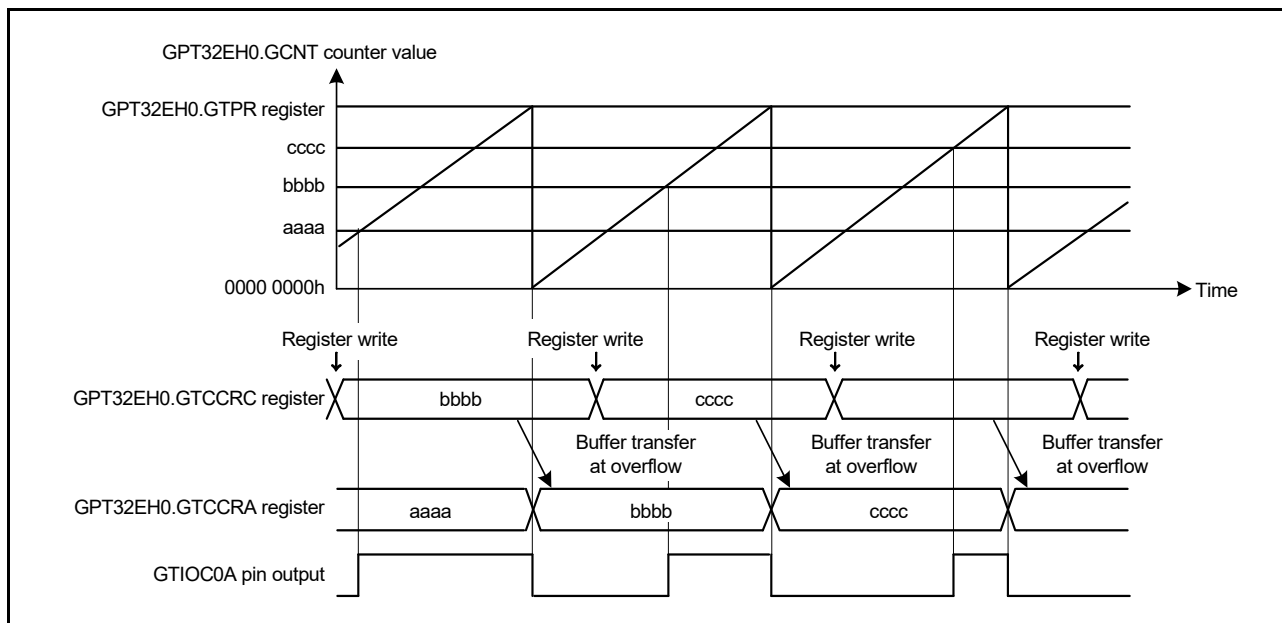 GPT32EH0.GCNT counter value
GPT32EH0.GTPR register
cccc
bbbb
aaaa
0000 0000h
Time
Register write Register write Register write Register write
GPT32EH0.GTCCRC register
bbbb cccc
Buffer transfer Buffer transfer Buffer transfer
at overflow at overflow at overflow
GPT32EH0.GTCCRA register
aaaa bbbb cccc
GTIOC0A pin output